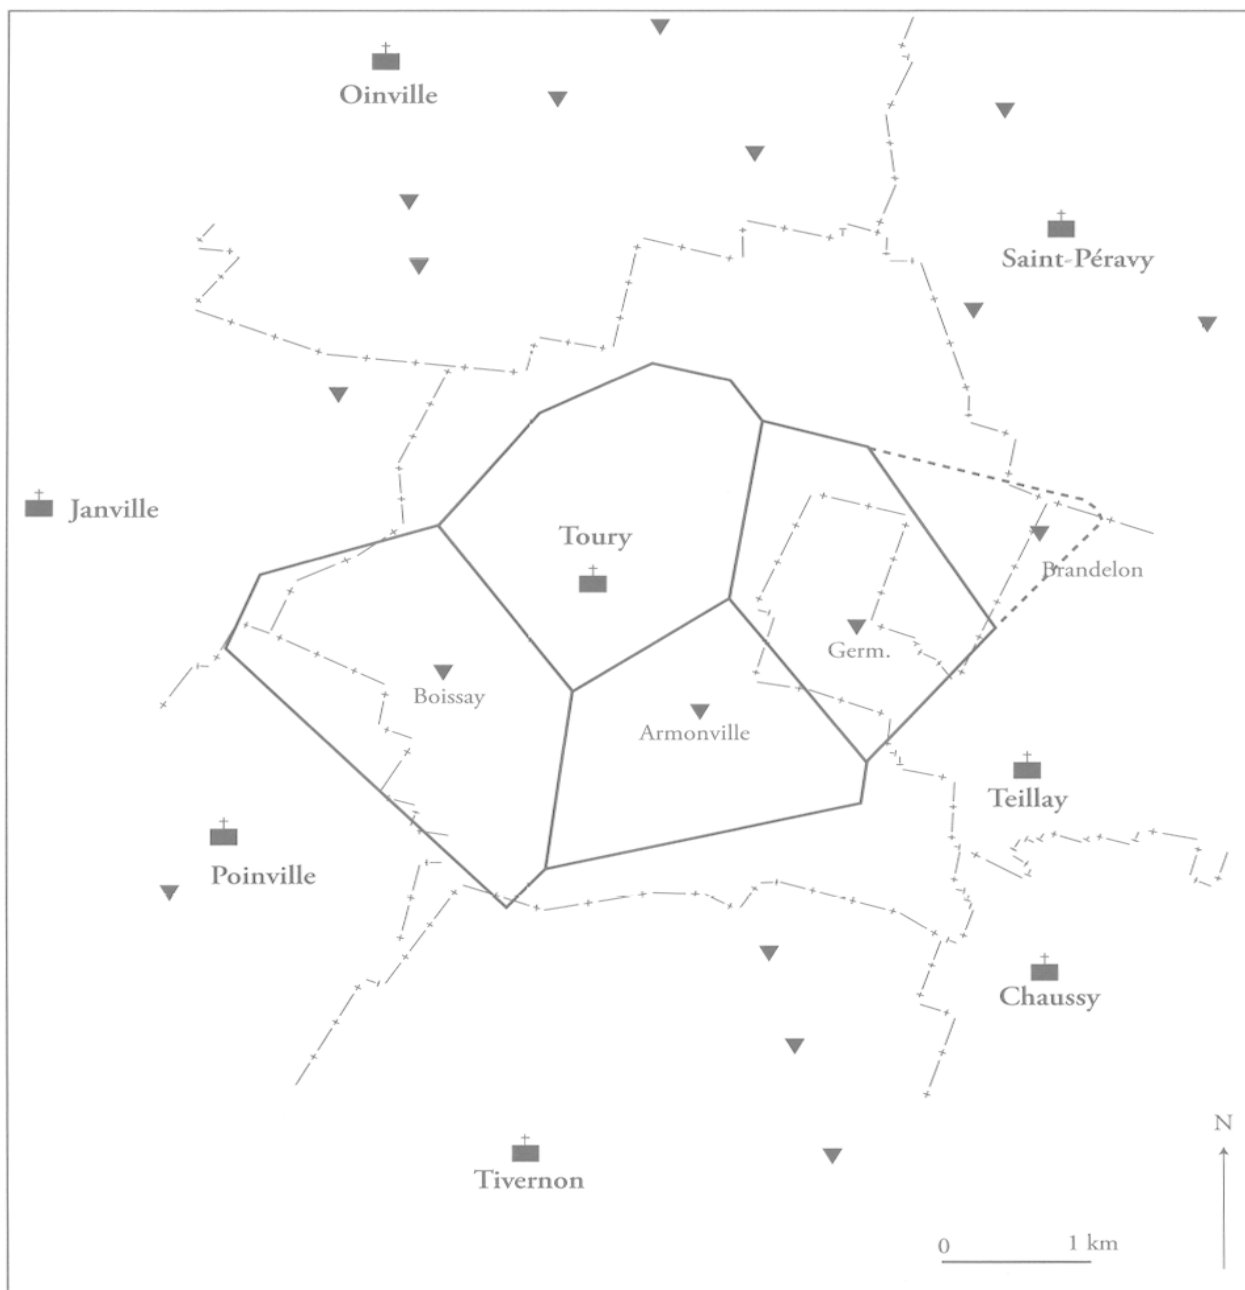 Oinville
Saint-Péravy
Janville
Toury
Brandelon
Germ.
Boissay
Armonville
Teillay
Poinville
Chaussy
N
Tivernon
0 1 km